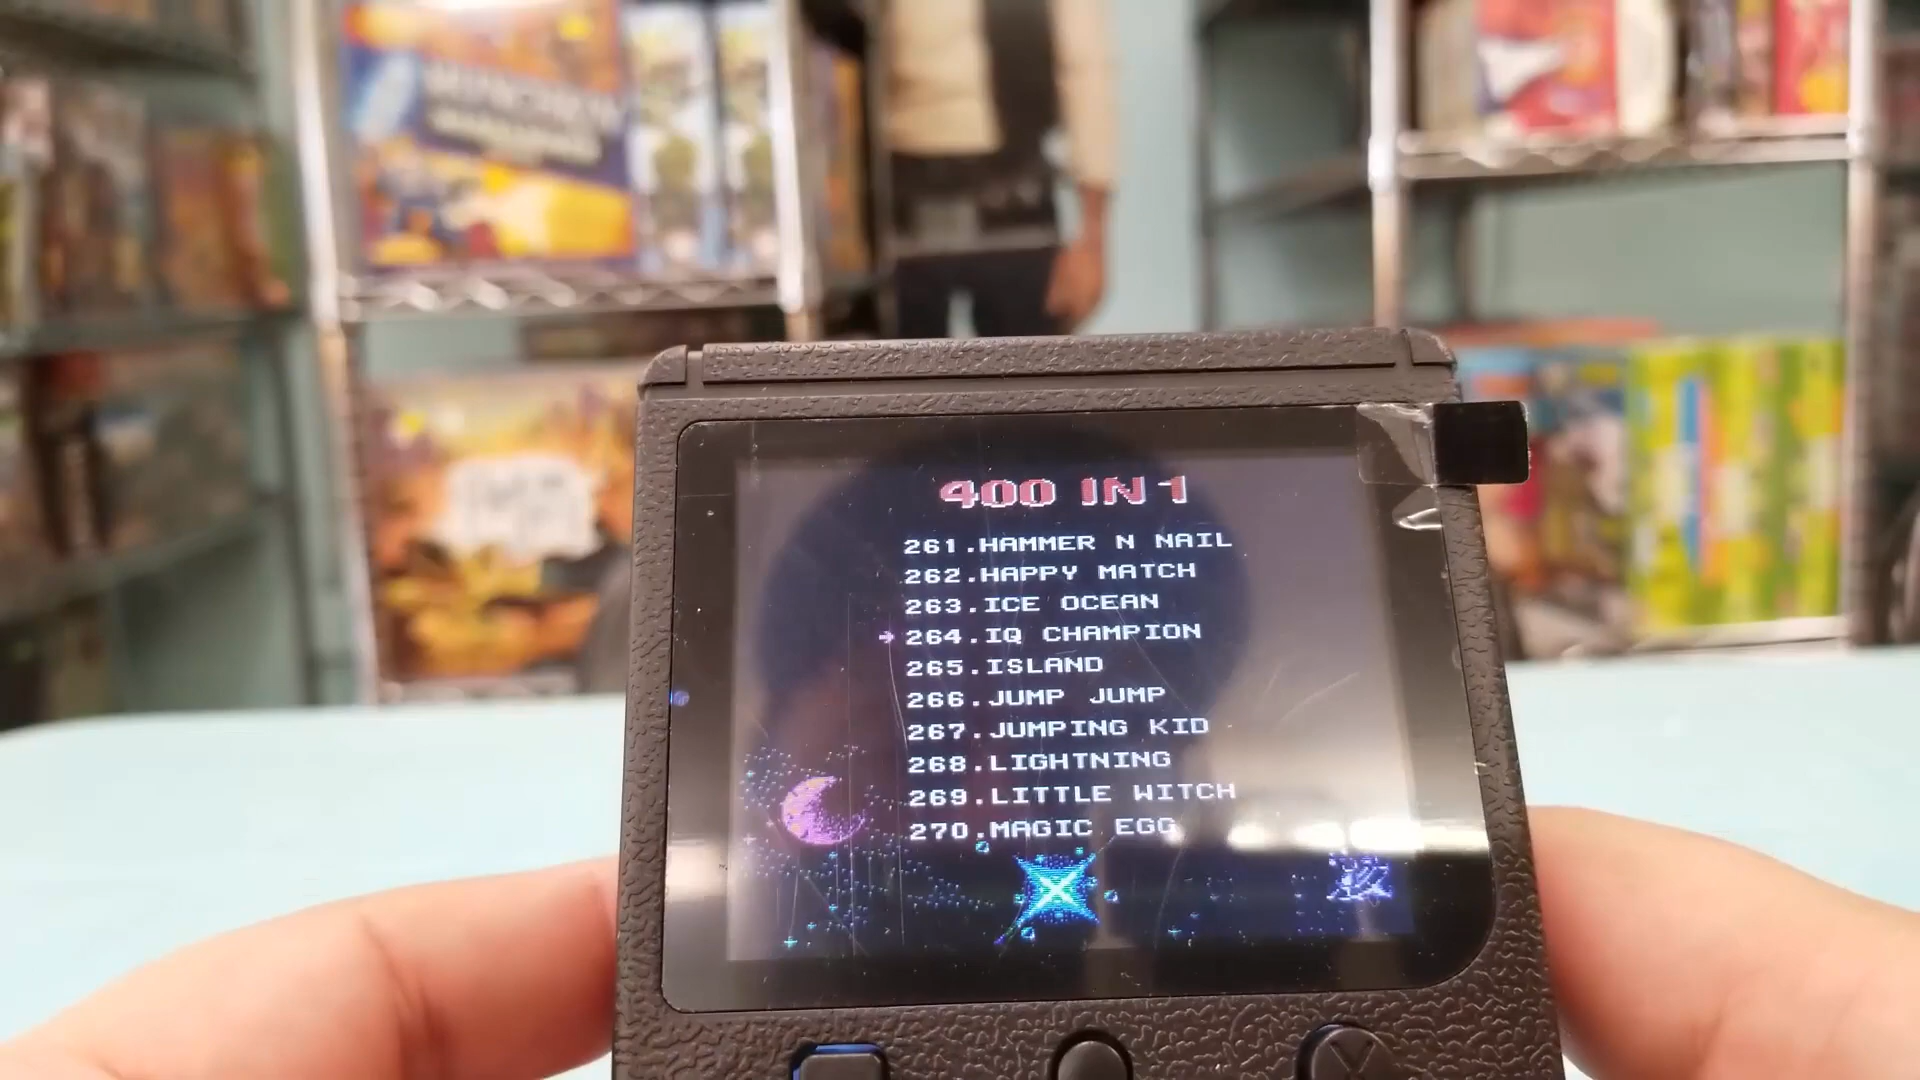 400 IN 1
261.HAMMER N NAIL
262.HAPPY MATCH
263.ICE OCEAN
264.IQ CHAMPION
265.ISLAND
266.JUMP JUMP
267.JUMPING KID
268.LIGHTNING
269.LITTLE WITCH
270.MAGIC EGG